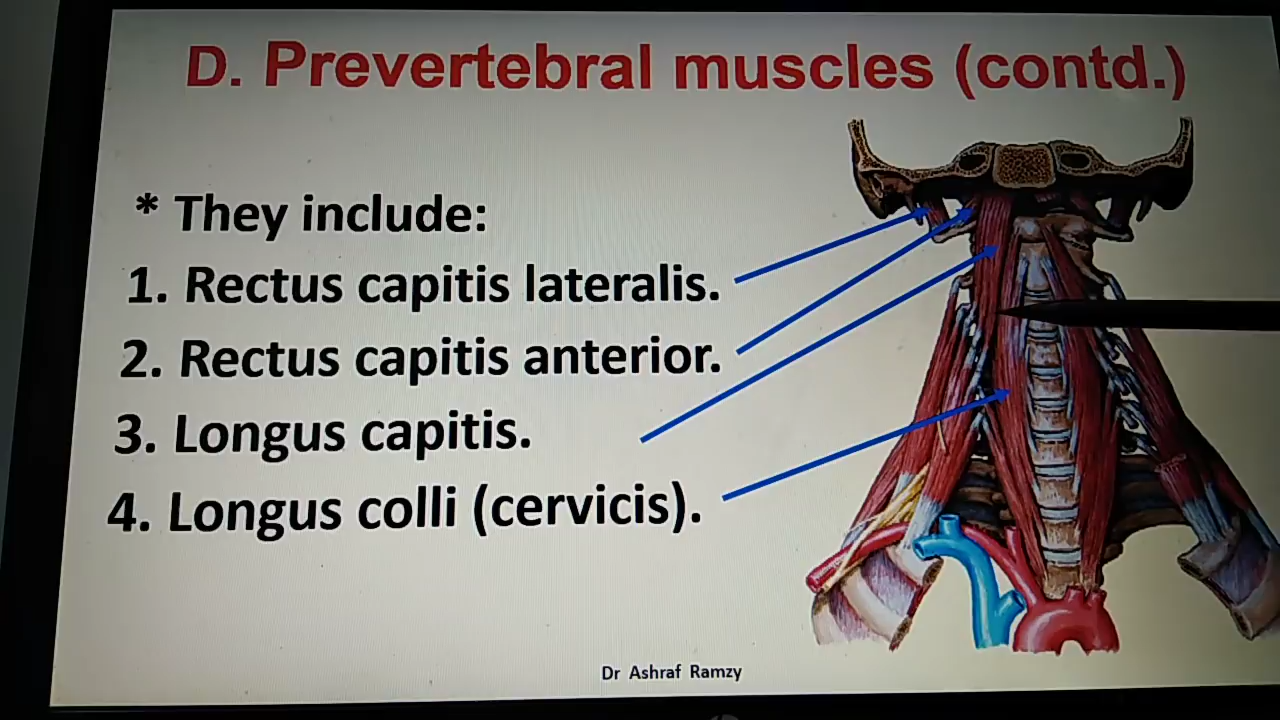 D. Prevertebral muscles (contd.)
* They include:
1. Rectus capitis lateralis.
2. Rectus capitis anterior.
3. Longus capitis.
4. Longus colli (cervicis).
Dr Ashraf Ramzy